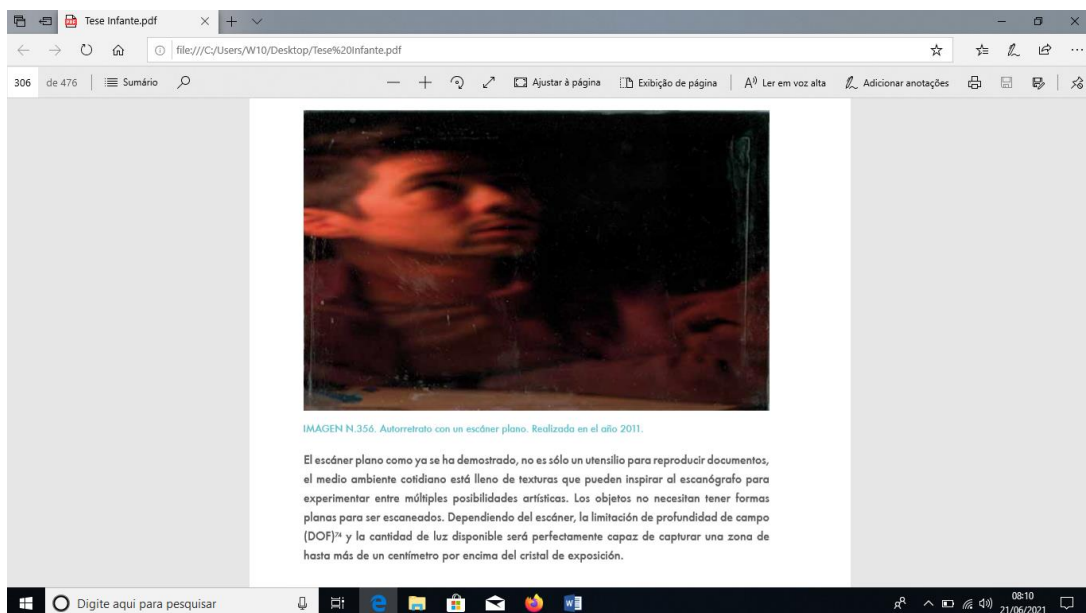 Tese Infante.pdf
file:///C:/Users/W10/Desktop/Tese%20Infante.pdf
306 de 476 Sumário Ajustar à página Exibição de página Ler em voz alta Adicionar anotações
IMAGEN N.356. Autorretrato con un escáner plano. Realizada en el año 2011.
El escáner plano como ya se ha demostrado, no es sólo un utensilio para reproducir documentos,
el medio ambiente cotidiano está lleno de texturas que pueden inspirar al escanógrafo para
experimentar entre múltiples posibilidades artísticas. Los objetos no necesitan tener formas
planas para ser escaneados. Dependiendo del escáner, la limitación de profundidad de campo
(DOF)⁷⁴ y la cantidad de luz disponible será perfectamente capaz de capturar una zona de
hasta más de un centímetro por encima del cristal de exposición.
Digite aqui para pesquisar
08:10
21/06/2021